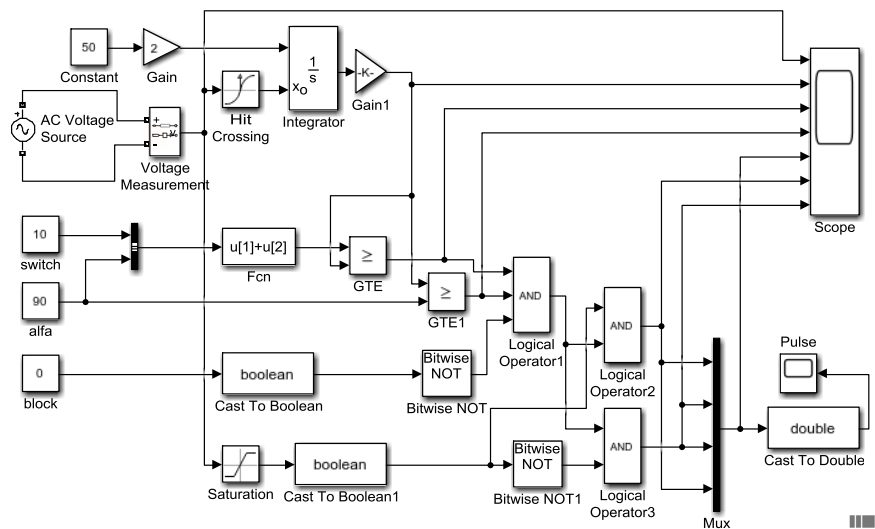 50
Constant
2
Gain
1
s
xo
Integrator
-K-
Gain1
Hit
Crossing
AC Voltage
Source
+
v
-
Voltage
Measurement
Scope
10
switch
u[1]+u[2]
Fcn
≥
GTE
≥
GTE1
90
alfa
AND
Logical
Operator1
AND
Logical
Operator2
0
block
boolean
Cast To Boolean
Bitwise
NOT
Bitwise NOT
Pulse
double
Cast To Double
Saturation
boolean
Cast To Boolean1
Bitwise
NOT
Bitwise NOT1
AND
Logical
Operator3
Mux